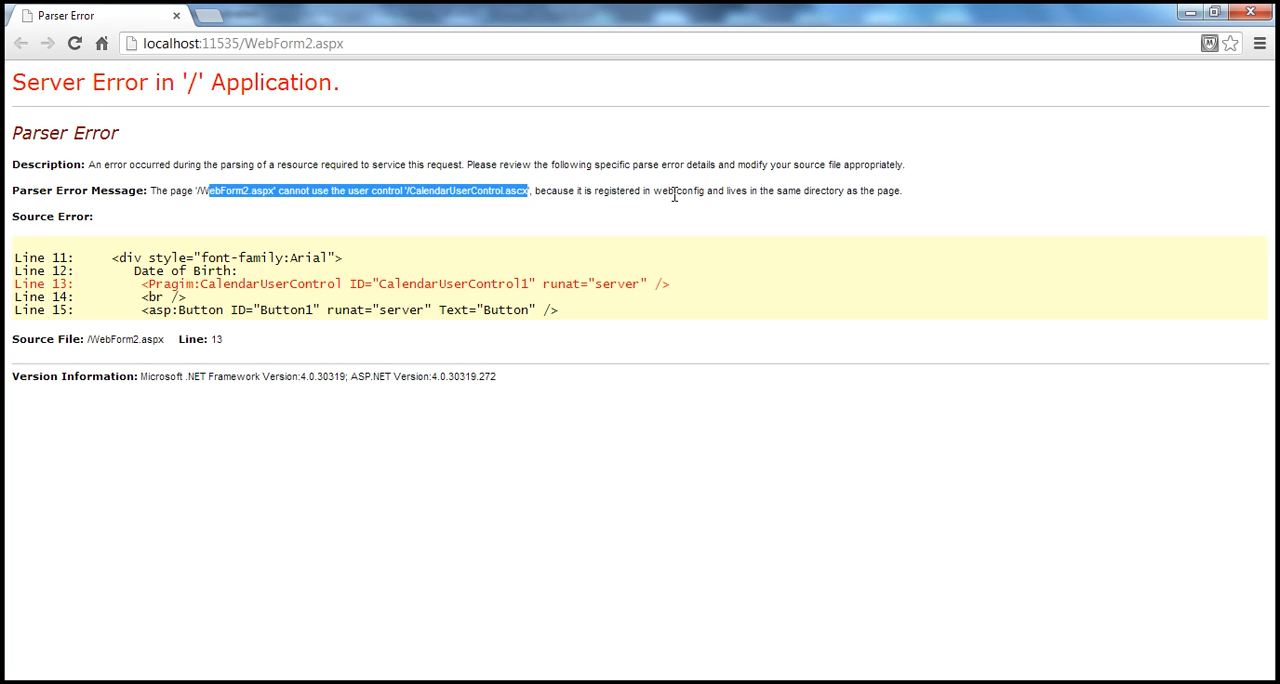 Parser Error
localhost:11535/WebForm2.aspx
Server Error in '/' Application.
Parser Error
Description: An error occurred during the parsing of a resource required to service this request. Please review the following specific parse error details and modify your source file appropriately.
Parser Error Message: The page '/WebForm2.aspx' cannot use the user control '/CalendarUserControl.ascx', because it is registered in web.config and lives in the same directory as the page.
Source Error:
Line 11:     <div style="font-family:Arial">
Line 12:        Date of Birth:
Line 13:         <Pragim:CalendarUserControl ID="CalendarUserControl1" runat="server" />
Line 14:         <br />
Line 15:         <asp:Button ID="Button1" runat="server" Text="Button" />
Source File: /WebForm2.aspx    Line: 13
Version Information: Microsoft .NET Framework Version:4.0.30319; ASP.NET Version:4.0.30319.272